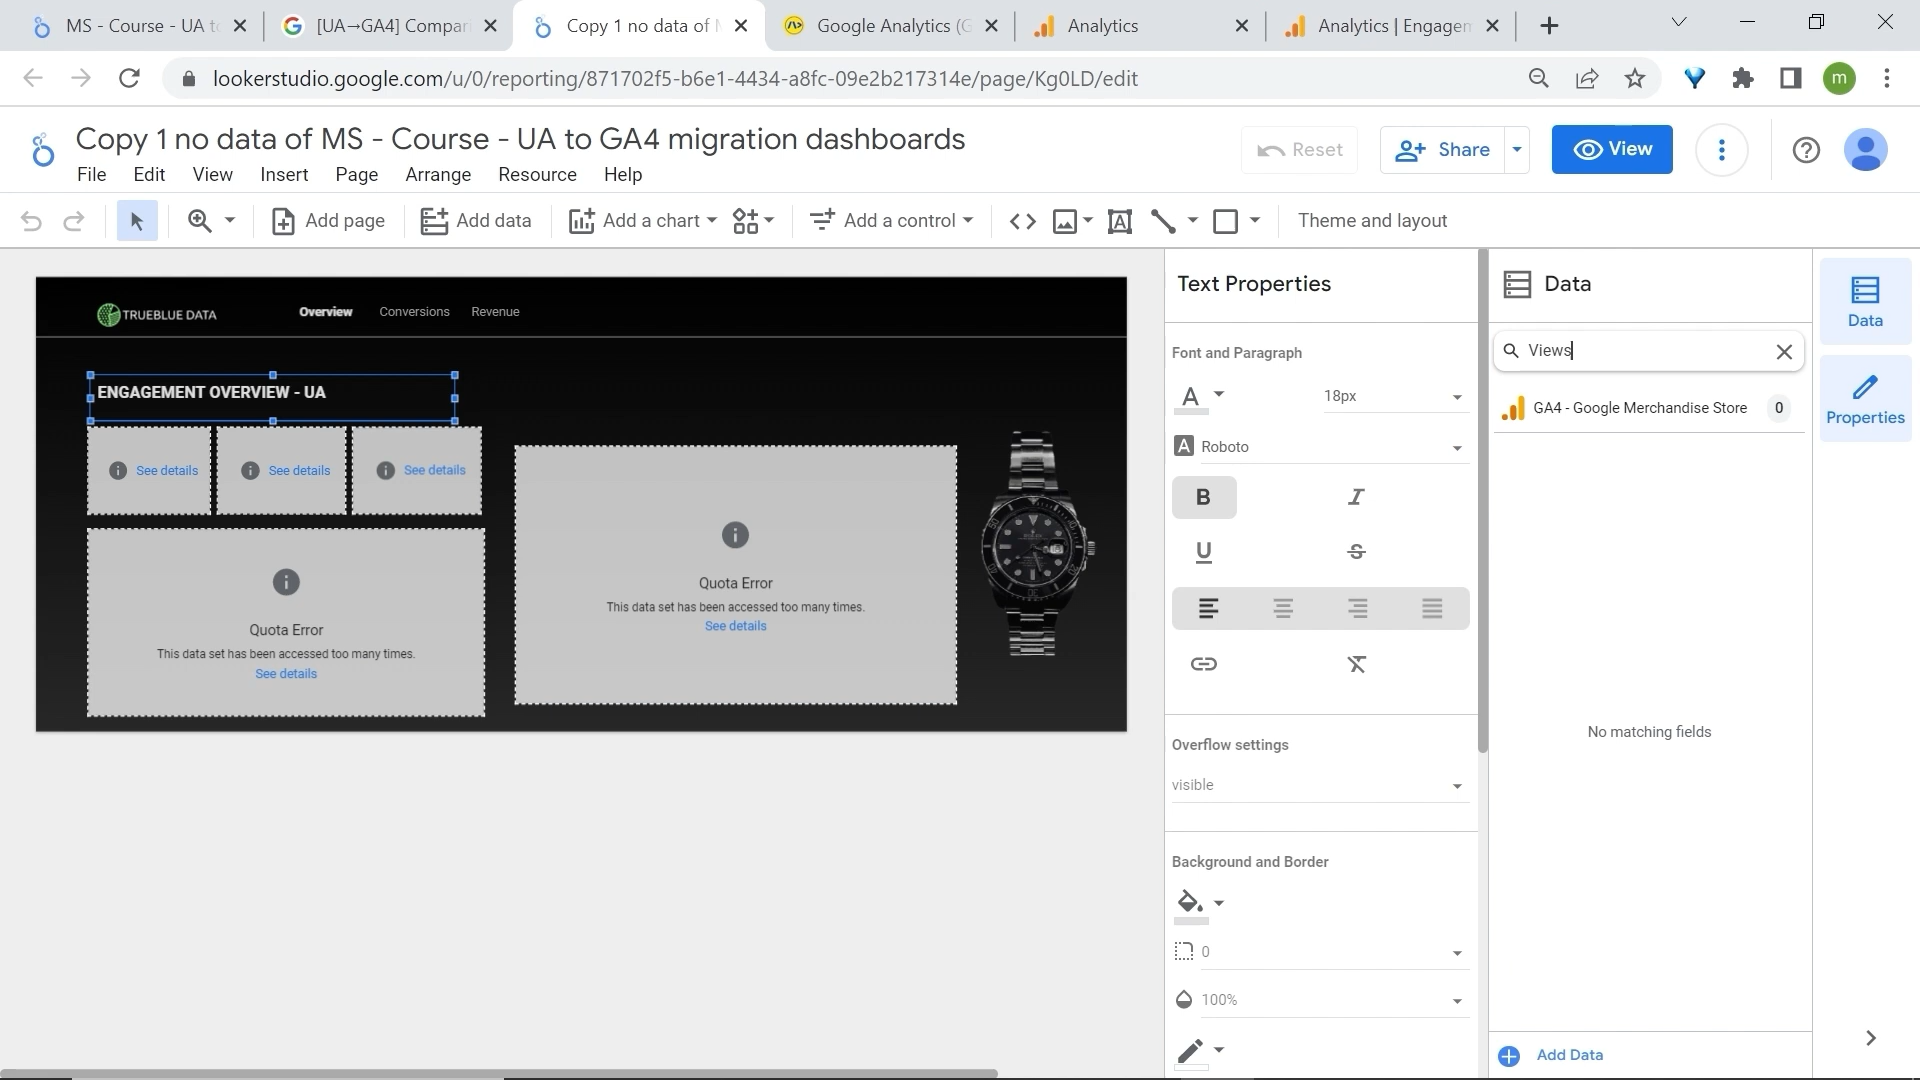 MS - Course - UA to
[UA→GA4] Compar
Copy 1 no data of M
Google Analytics (G
Analytics
Analytics | Engagem
lookerstudio.google.com/u/0/reporting/871702f5-b6e1-4434-a8fc-09e2b217314e/page/Kg0LD/edit
m
Copy 1 no data of MS - Course - UA to GA4 migration dashboards
Reset
Share
View
File Edit View Insert Page Arrange Resource Help
Add page
Add data
Add a chart
Add a control
Theme and layout
TRUEBLUE DATA
Overview
Conversions
Revenue
ENGAGEMENT OVERVIEW - UA
See details
See details
See details
Quota Error
This data set has been accessed too many times.
See details
Quota Error
This data set has been accessed too many times.
See details
Text Properties
Font and Paragraph
A
18px
Roboto
B
I
U
S
Overflow settings
visible
Background and Border
0
100%
Data
Views
GA4 - Google Merchandise Store
0
No matching fields
Add Data
Data
Properties